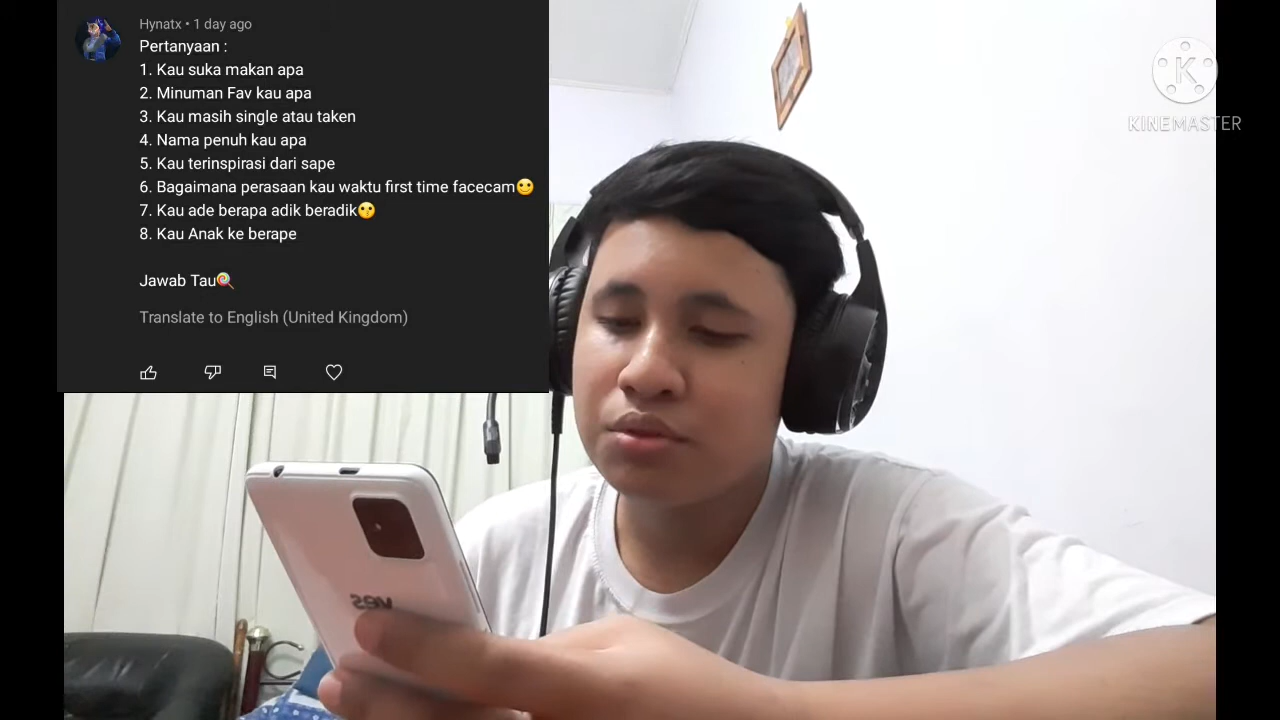 Hynatx • 1 day ago
Pertanyaan :
1. Kau suka makan apa
2. Minuman Fav kau apa
3. Kau masih single atau taken
4. Nama penuh kau apa
5. Kau terinspirasi dari sape
6. Bagaimana perasaan kau waktu first time facecam🙂
7. Kau ade berapa adik beradik😗
8. Kau Anak ke berape
Jawab Tau🍭
Translate to English (United Kingdom)
K
KINEMASTER
yes